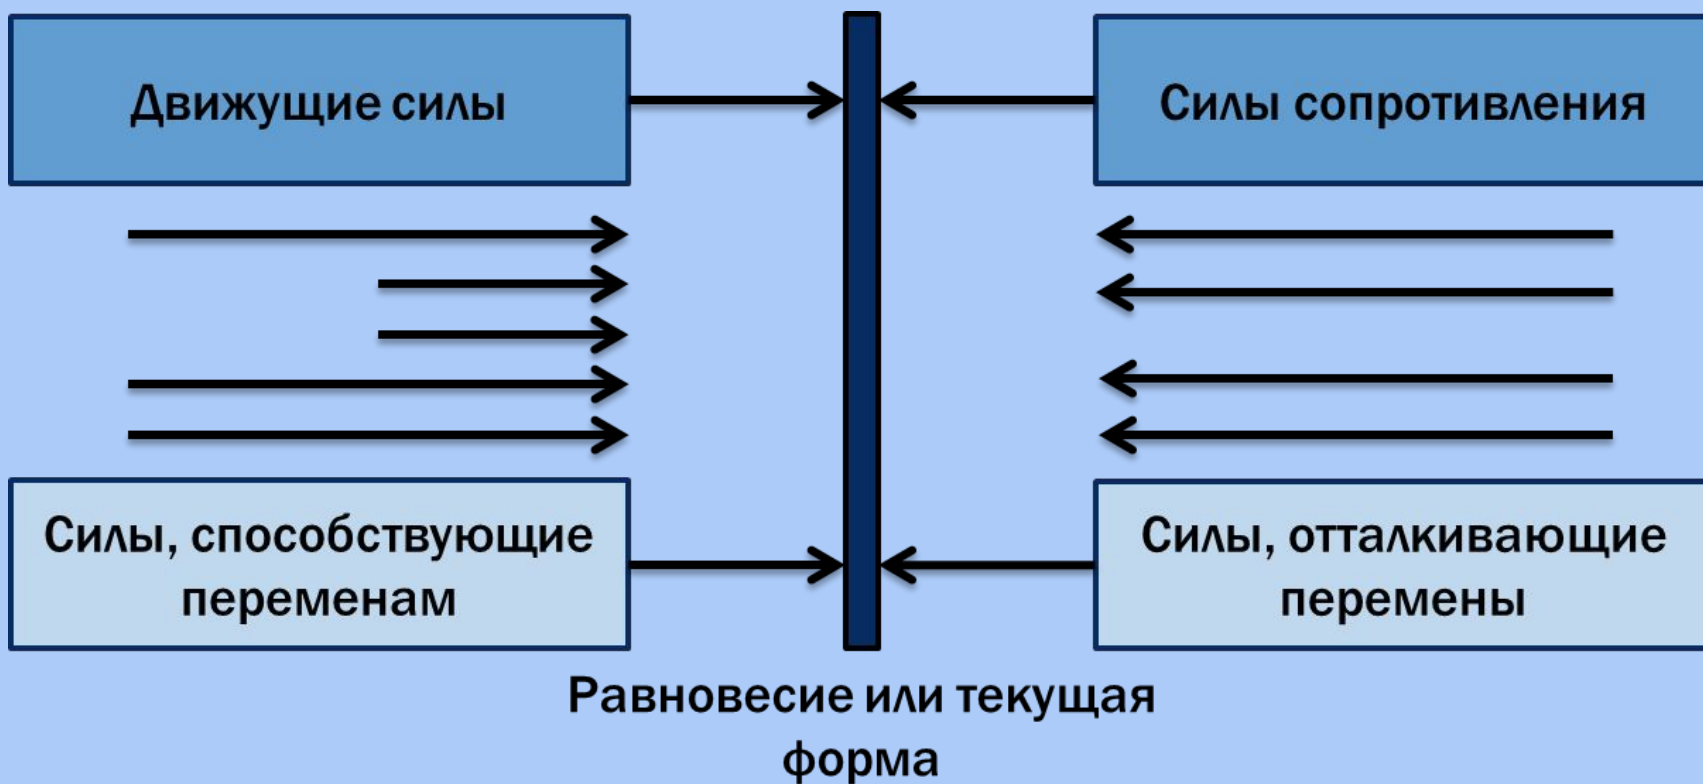 Движущие силы
Силы сопротивления
Силы, способствующие
переменам
Силы, отталкивающие
перемены
Равновесие или текущая
форма